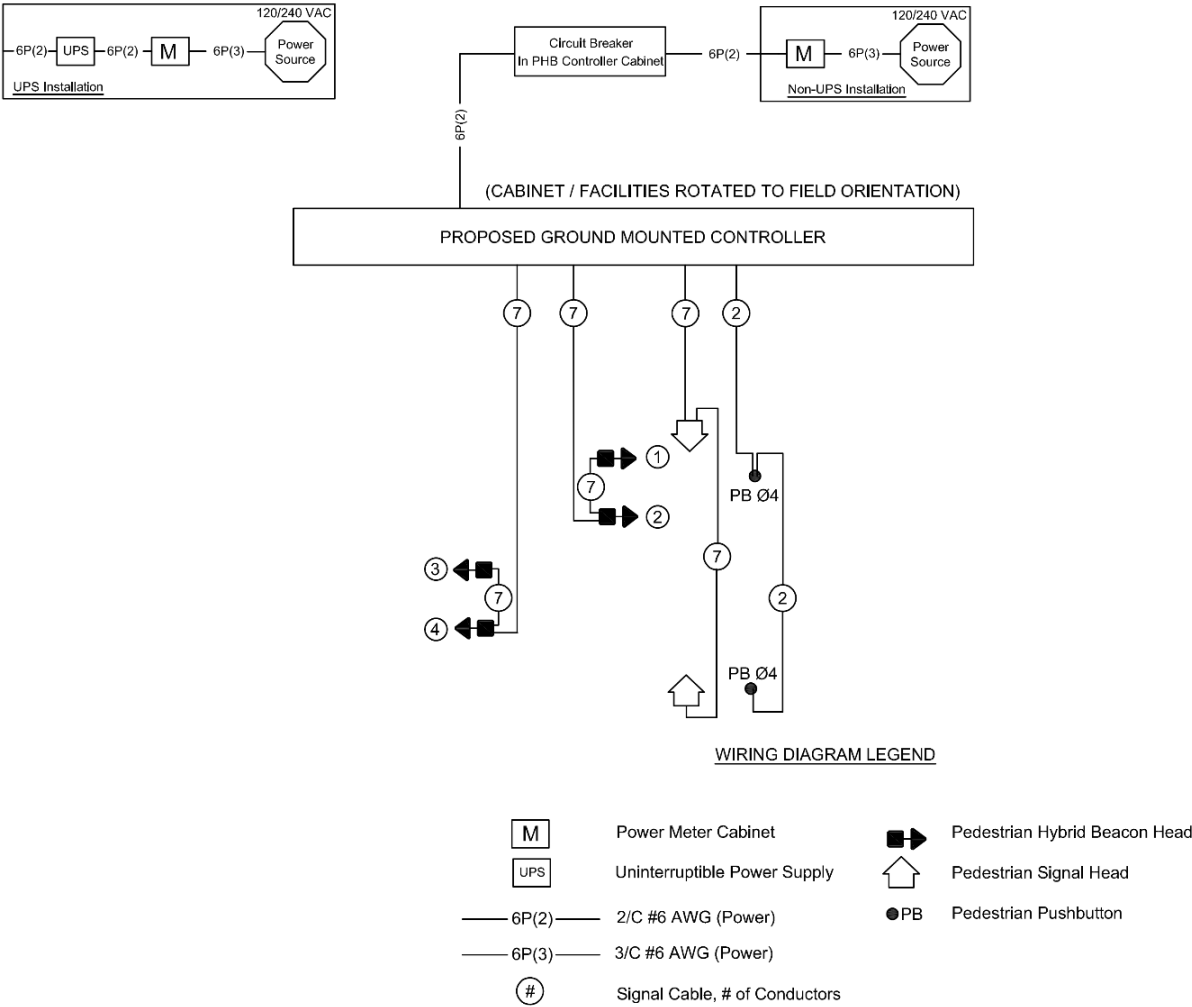 120/240 VAC
6P(2) UPS 6P(2) M 6P(3) Power
Source
UPS Installation
Circuit Breaker
In PHB Controller Cabinet
6P(2)
120/240 VAC
M 6P(3) Power
Source
Non-UPS Installation
6P(2)
(CABINET / FACILITIES ROTATED TO FIELD ORIENTATION)
PROPOSED GROUND MOUNTED CONTROLLER
7 7 7 2
1
7
2
PB Ø4
7
3
7
4
2
PB Ø4
WIRING DIAGRAM LEGEND
M Power Meter Cabinet
UPS Uninterruptible Power Supply
6P(2) 2/C #6 AWG (Power)
6P(3) 3/C #6 AWG (Power)
# Signal Cable, # of Conductors
Pedestrian Hybrid Beacon Head
Pedestrian Signal Head
PB Pedestrian Pushbutton